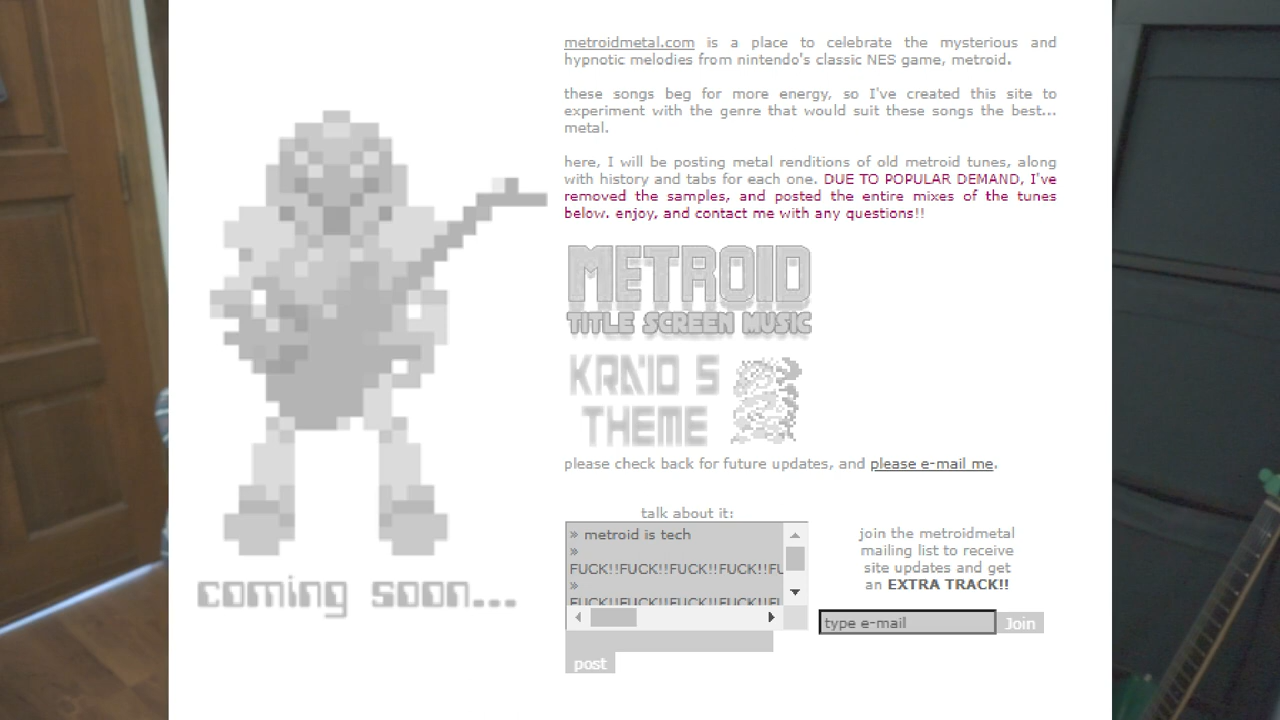 metroidmetal.com is a place to celebrate the mysterious and
hypnotic melodies from nintendo's classic NES game, metroid.
these songs beg for more energy, so I've created this site to
experiment with the genre that would suit these songs the best...
metal.
here, I will be posting metal renditions of old metroid tunes, along
with history and tabs for each one. DUE TO POPULAR DEMAND, I've
removed the samples, and posted the entire mixes of the tunes
below. enjoy, and contact me with any questions!!
METROID
TITLE SCREEN MUSIC
KRAID'S
THEME
please check back for future updates, and please e-mail me.
coming soon...
talk about it:
» metroid is tech
»
FUCK!!FUCK!!FUCK!!FUCK!!FU
»
FUCK!!FUCK!!FUCK!!FUCK!!FU
post
join the metroidmetal
mailing list to receive
site updates and get
an EXTRA TRACK!!
type e-mail Join